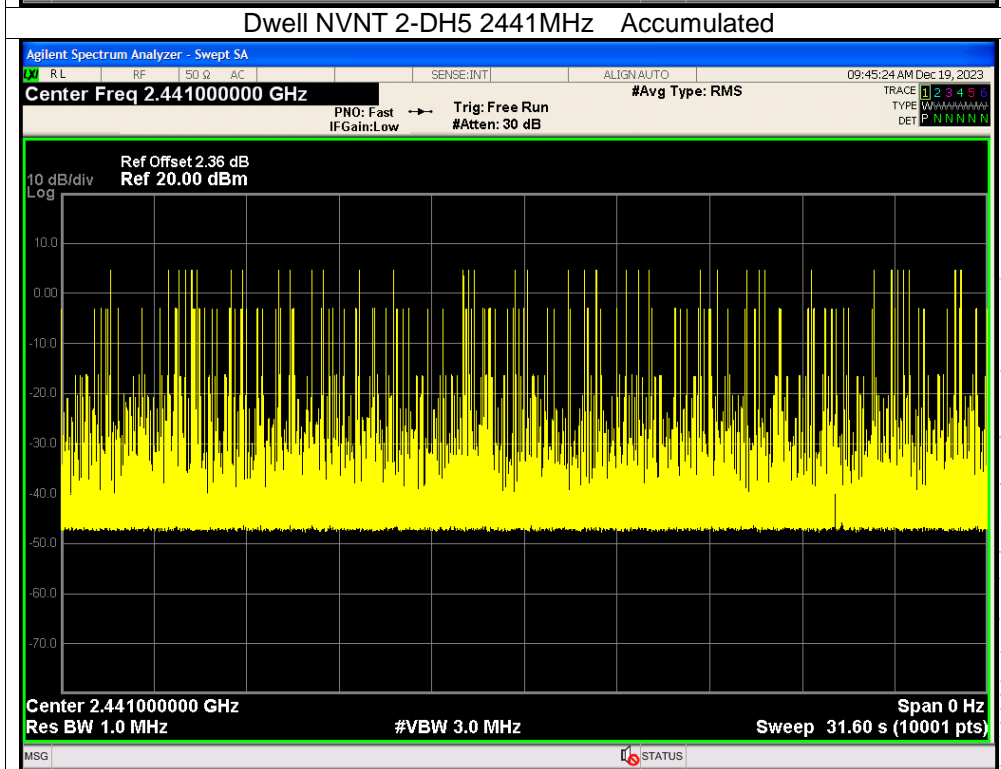 Dwell NVNT 2-DH5 2441MHz Accumulated
Agilent Spectrum Analyzer - Swept SA
LXI RL RF 50 Ω AC SENSE:INT ALIGN AUTO 09:45:24 AM Dec 19, 2023
Center Freq 2.441000000 GHz #Avg Type: RMS TRACE 1 2 3 4 5 6
PNO: Fast Trig: Free Run TYPE WWWWWW
IFGain:Low #Atten: 30 dB DET P N N N N N
Ref Offset 2.36 dB
10 dB/div Ref 20.00 dBm
Log
10.0
0.00
-10.0
-20.0
-30.0
-40.0
-50.0
-60.0
-70.0
Center 2.441000000 GHz Span 0 Hz
Res BW 1.0 MHz #VBW 3.0 MHz Sweep 31.60 s (10001 pts)
MSG STATUS